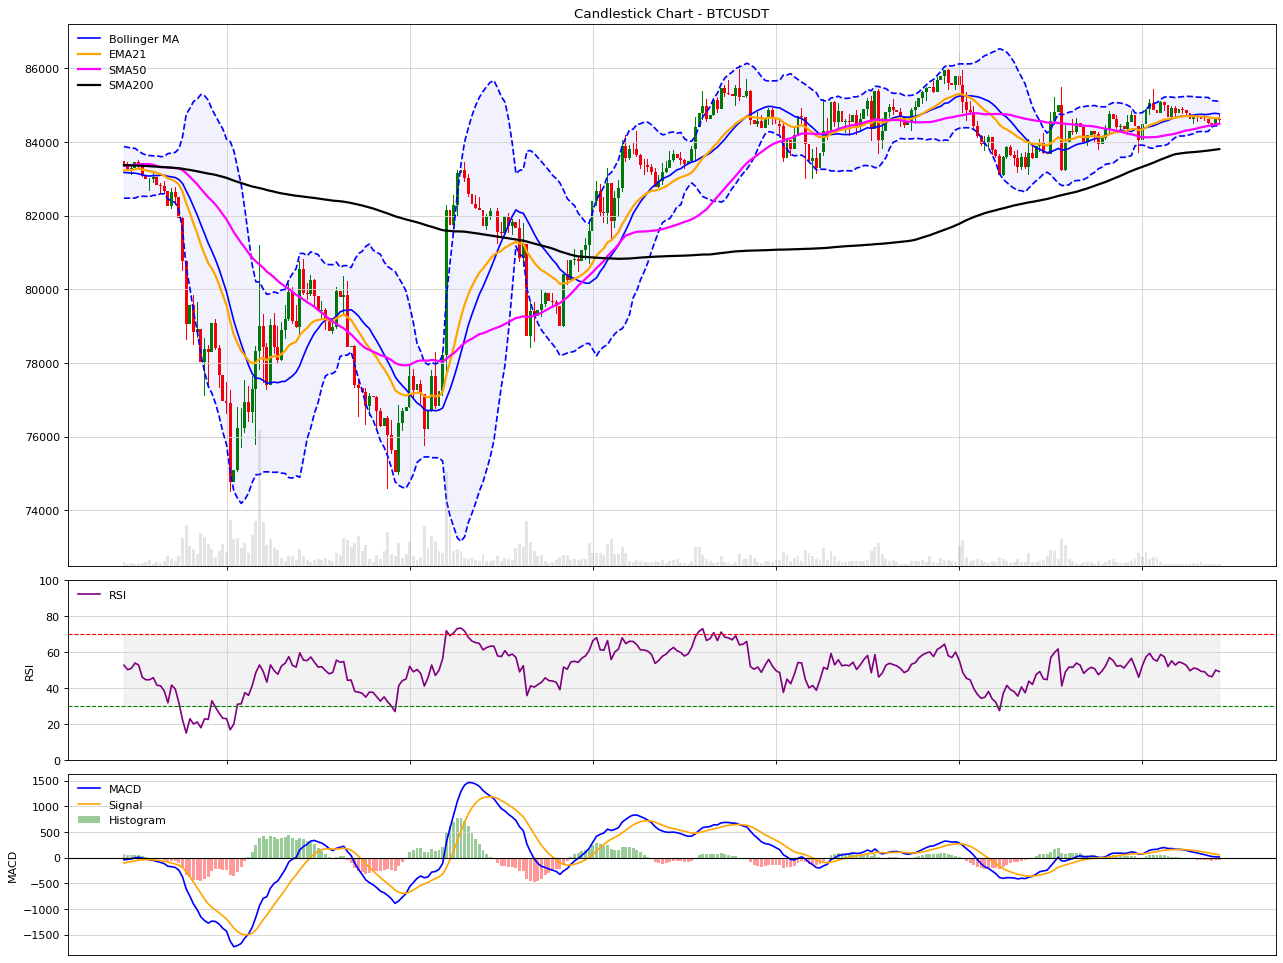 Candlestick Chart - BTCUSDT
Bollinger MA
EMA21
SMA50
SMA200
86000
84000
82000
80000
78000
76000
74000
RSI
100
80
60
40
20
0
RSI
MACD
Signal
Histogram
1500
1000
500
0
−500
−1000
−1500
MACD